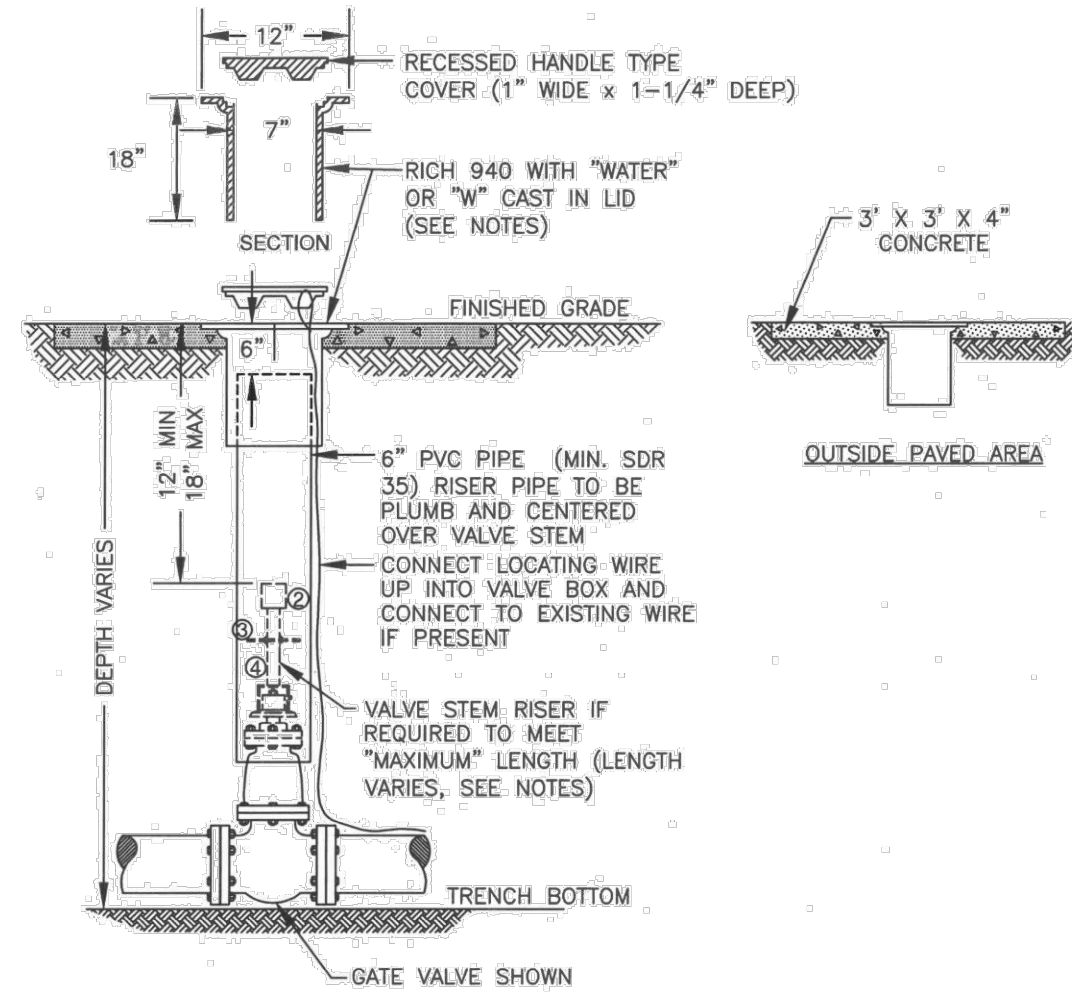 12"
RECESSED HANDLE TYPE
COVER (1" WIDE x 1-1/4" DEEP)
7"
18"
RICH 940 WITH "WATER"
OR "W" CAST IN LID
(SEE NOTES)
SECTION
3' X 3' X 4"
CONCRETE
FINISHED GRADE
6"
12" MIN
18" MAX
OUTSIDE PAVED AREA
6" PVC PIPE (MIN. SDR
35) RISER PIPE TO BE
PLUMB AND CENTERED
OVER VALVE STEM
CONNECT LOCATING WIRE
UP INTO VALVE BOX AND
CONNECT TO EXISTING WIRE
IF PRESENT
DEPTH VARIES
②
③
④
VALVE STEM RISER IF
REQUIRED TO MEET
"MAXIMUM" LENGTH (LENGTH
VARIES, SEE NOTES)
TRENCH BOTTOM
GATE VALVE SHOWN